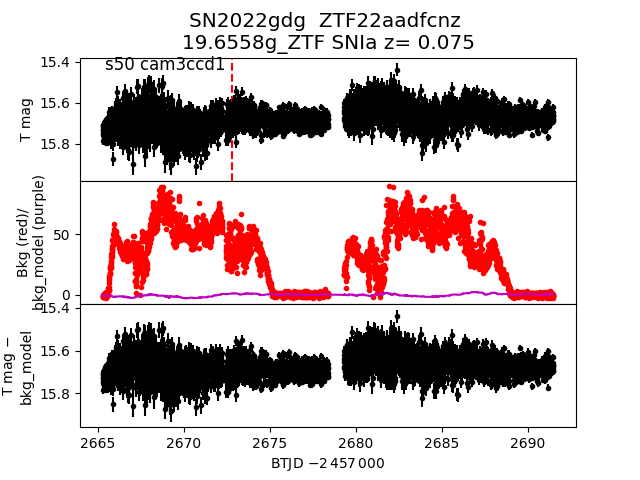 SN2022gdg  ZTF22aadfcnz
19.6558g_ZTF SNIa z= 0.075
s50 cam3ccd1
15.4
15.6
15.8
T mag
50
0
Bkg (red)/
bkg_model (purple)
15.4
15.6
15.8
T mag −
bkg_model
2665
2670
2675
2680
2685
2690
BTJD −2 457 000